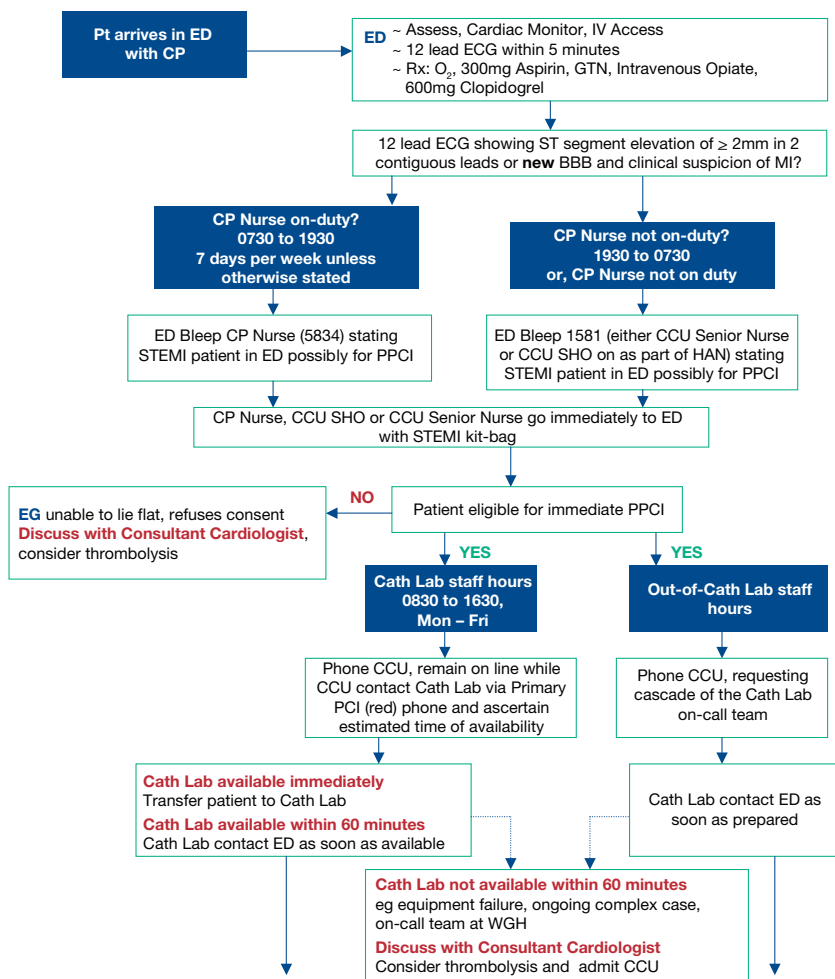 Pt arrives in ED
with CP
ED ~ Assess, Cardiac Monitor, IV Access
~ 12 lead ECG within 5 minutes
~ Rx: O2, 300mg Aspirin, GTN, Intravenous Opiate,
600mg Clopidogrel
12 lead ECG showing ST segment elevation of ≥ 2mm in 2
contiguous leads or new BBB and clinical suspicion of MI?
CP Nurse on-duty?
0730 to 1930
7 days per week unless
otherwise stated
CP Nurse not on-duty?
1930 to 0730
or, CP Nurse not on duty
ED Bleep CP Nurse (5834) stating
STEMI patient in ED possibly for PPCI
ED Bleep 1581 (either CCU Senior Nurse
or CCU SHO on as part of HAN) stating
STEMI patient in ED possibly for PPCI
CP Nurse, CCU SHO or CCU Senior Nurse go immediately to ED
with STEMI kit-bag
NO
Patient eligible for immediate PPCI
EG unable to lie flat, refuses consent
Discuss with Consultant Cardiologist,
consider thrombolysis
YES
YES
Cath Lab staff hours
0830 to 1630,
Mon – Fri
Out-of-Cath Lab staff
hours
Phone CCU, remain on line while
CCU contact Cath Lab via Primary
PCI (red) phone and ascertain
estimated time of availability
Phone CCU, requesting
cascade of the Cath Lab
on-call team
Cath Lab available immediately
Transfer patient to Cath Lab
Cath Lab available within 60 minutes
Cath Lab contact ED as soon as available
Cath Lab contact ED as
soon as prepared
Cath Lab not available within 60 minutes
eg equipment failure, ongoing complex case,
on-call team at WGH
Discuss with Consultant Cardiologist
Consider thrombolysis and admit CCU